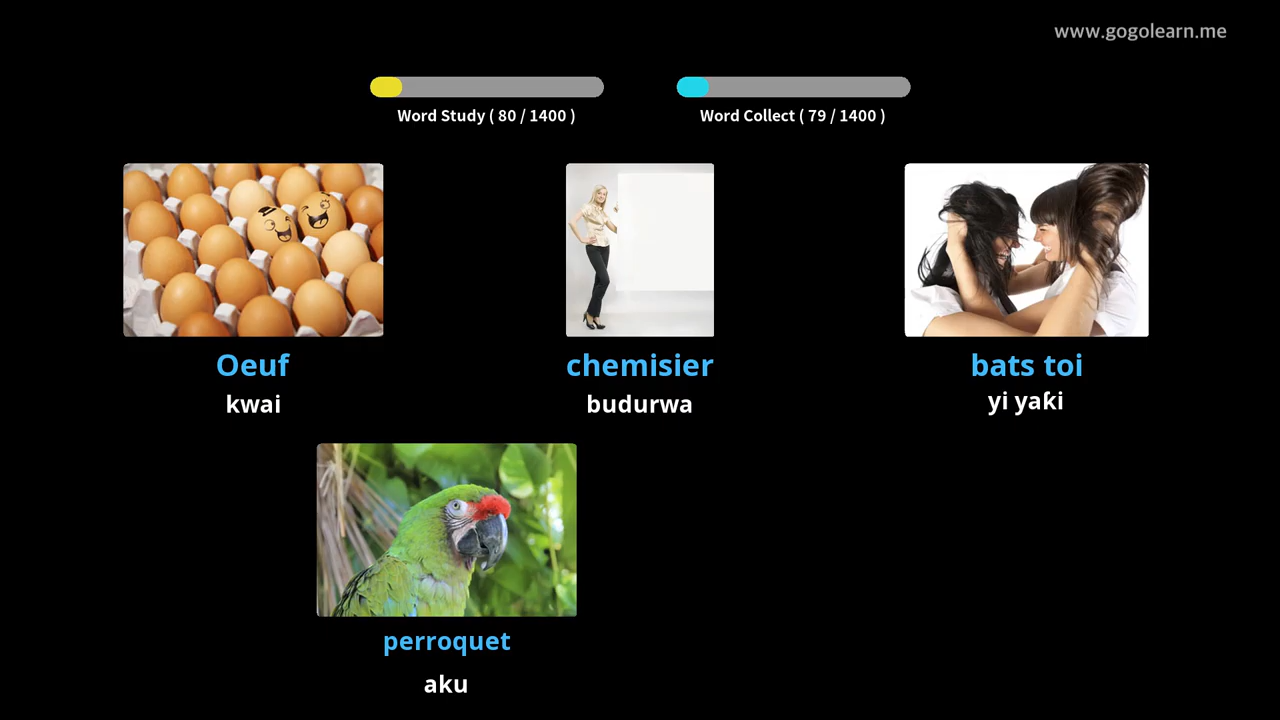 www.gogolearn.me
Word Study ( 80 / 1400 )
Word Collect ( 79 / 1400 )
Oeuf
chemisier
bats toi
kwai
budurwa
yi yaƙi
perroquet
aku